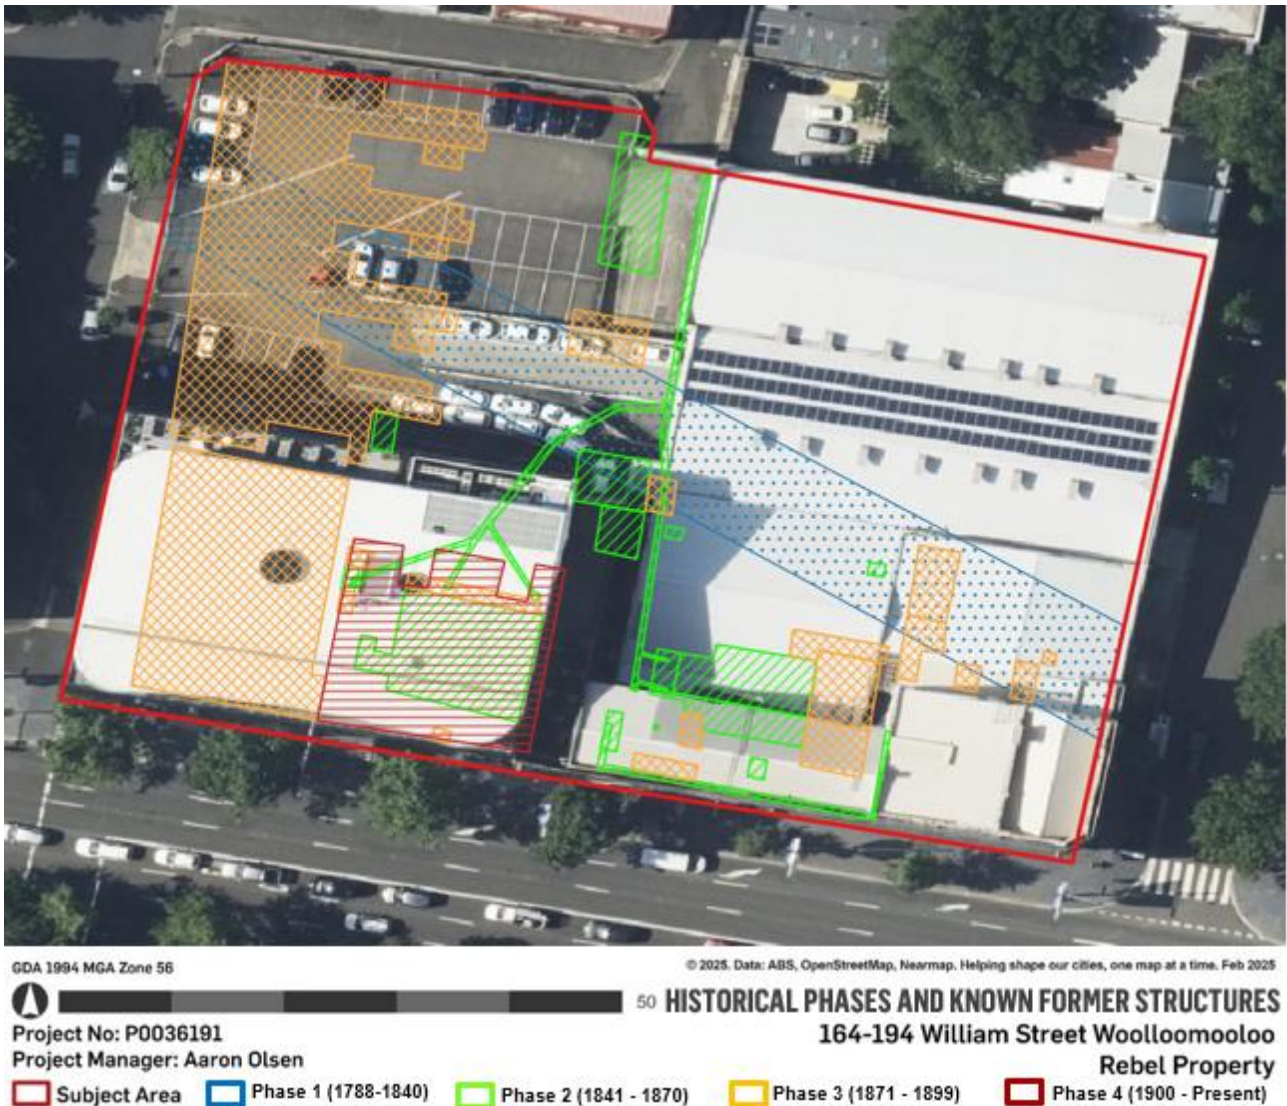 GDA 1994 MGA Zone 56
© 2025. Data: ABS, OpenStreetMap, Nearmap. Helping shape our cities, one map at a time. Feb 2025
50
HISTORICAL PHASES AND KNOWN FORMER STRUCTURES
Project No: P0036191
164-194 William Street Woolloomooloo
Project Manager: Aaron Olsen
Rebel Property
Subject Area
Phase 1 (1788-1840)
Phase 2 (1841 - 1870)
Phase 3 (1871 - 1899)
Phase 4 (1900 - Present)